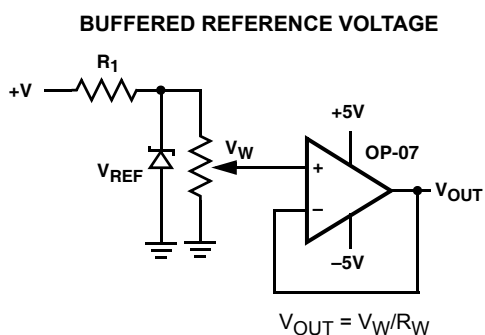 BUFFERED REFERENCE VOLTAGE
R1
+V
+5V
OP-07
VW
VREF
+
–
VOUT
–5V
VOUT = VW/RW